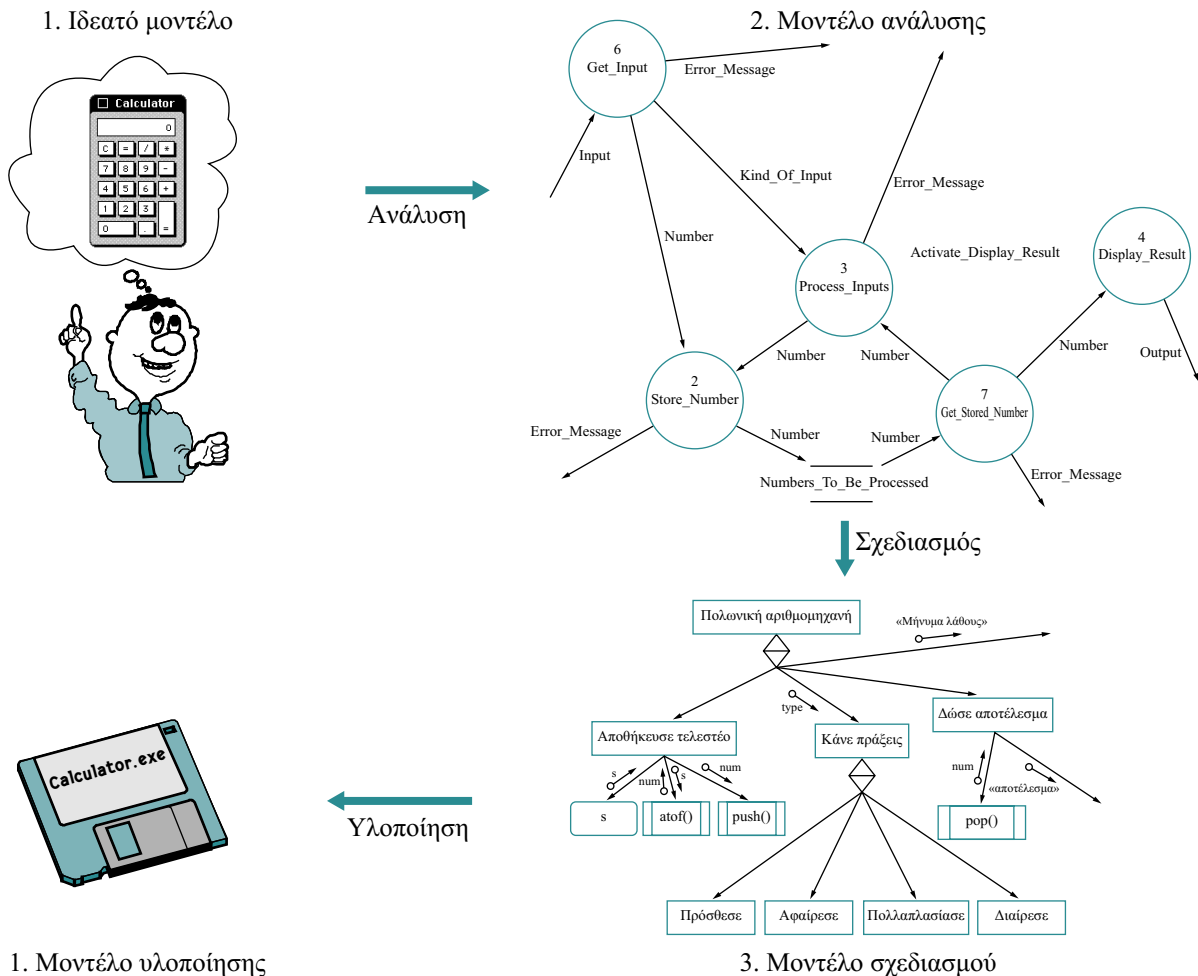 1. Ιδεατό μοντέλο
Calculator
0
C = / *
7 8 9 -
4 5 6 +
1 2 3
0 . =
Ανάλυση
2. Μοντέλο ανάλυσης
6
Get_Input
Error_Message
Input
Kind_Of_Input
Error_Message
Number
Activate_Display_Result
4
Display_Result
3
Process_Inputs
Number
Number
Number
Output
2
Store_Number
7
Get_Stored_Number
Error_Message
Number
Number
Error_Message
Numbers_To_Be_Processed
Σχεδιασμός
Πολωνική αριθμομηχανή
«Μήνυμα λάθους»
type
Αποθήκευσε τελεστέο
Κάνε πράξεις
Δώσε αποτέλεσμα
s
num
s
num
num
«αποτέλεσμα»
s
atof()
push()
pop()
Πρόσθεσε
Αφαίρεσε
Πολλαπλασίασε
Διαίρεσε
3. Μοντέλο σχεδιασμού
Υλοποίηση
Calculator.exe
1. Μοντέλο υλοποίησης